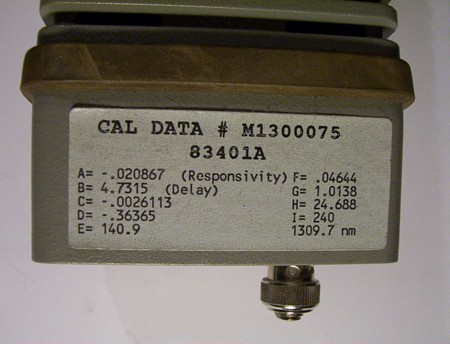 CAL DATA # M1300075
83401A
A= -.020867 (Responsivity) F= .04644
B= 4.7315 (Delay) G= 1.0138
C= -.0026113 H= 24.688
D= -.36365 I= 240
E= 140.9 1309.7 nm